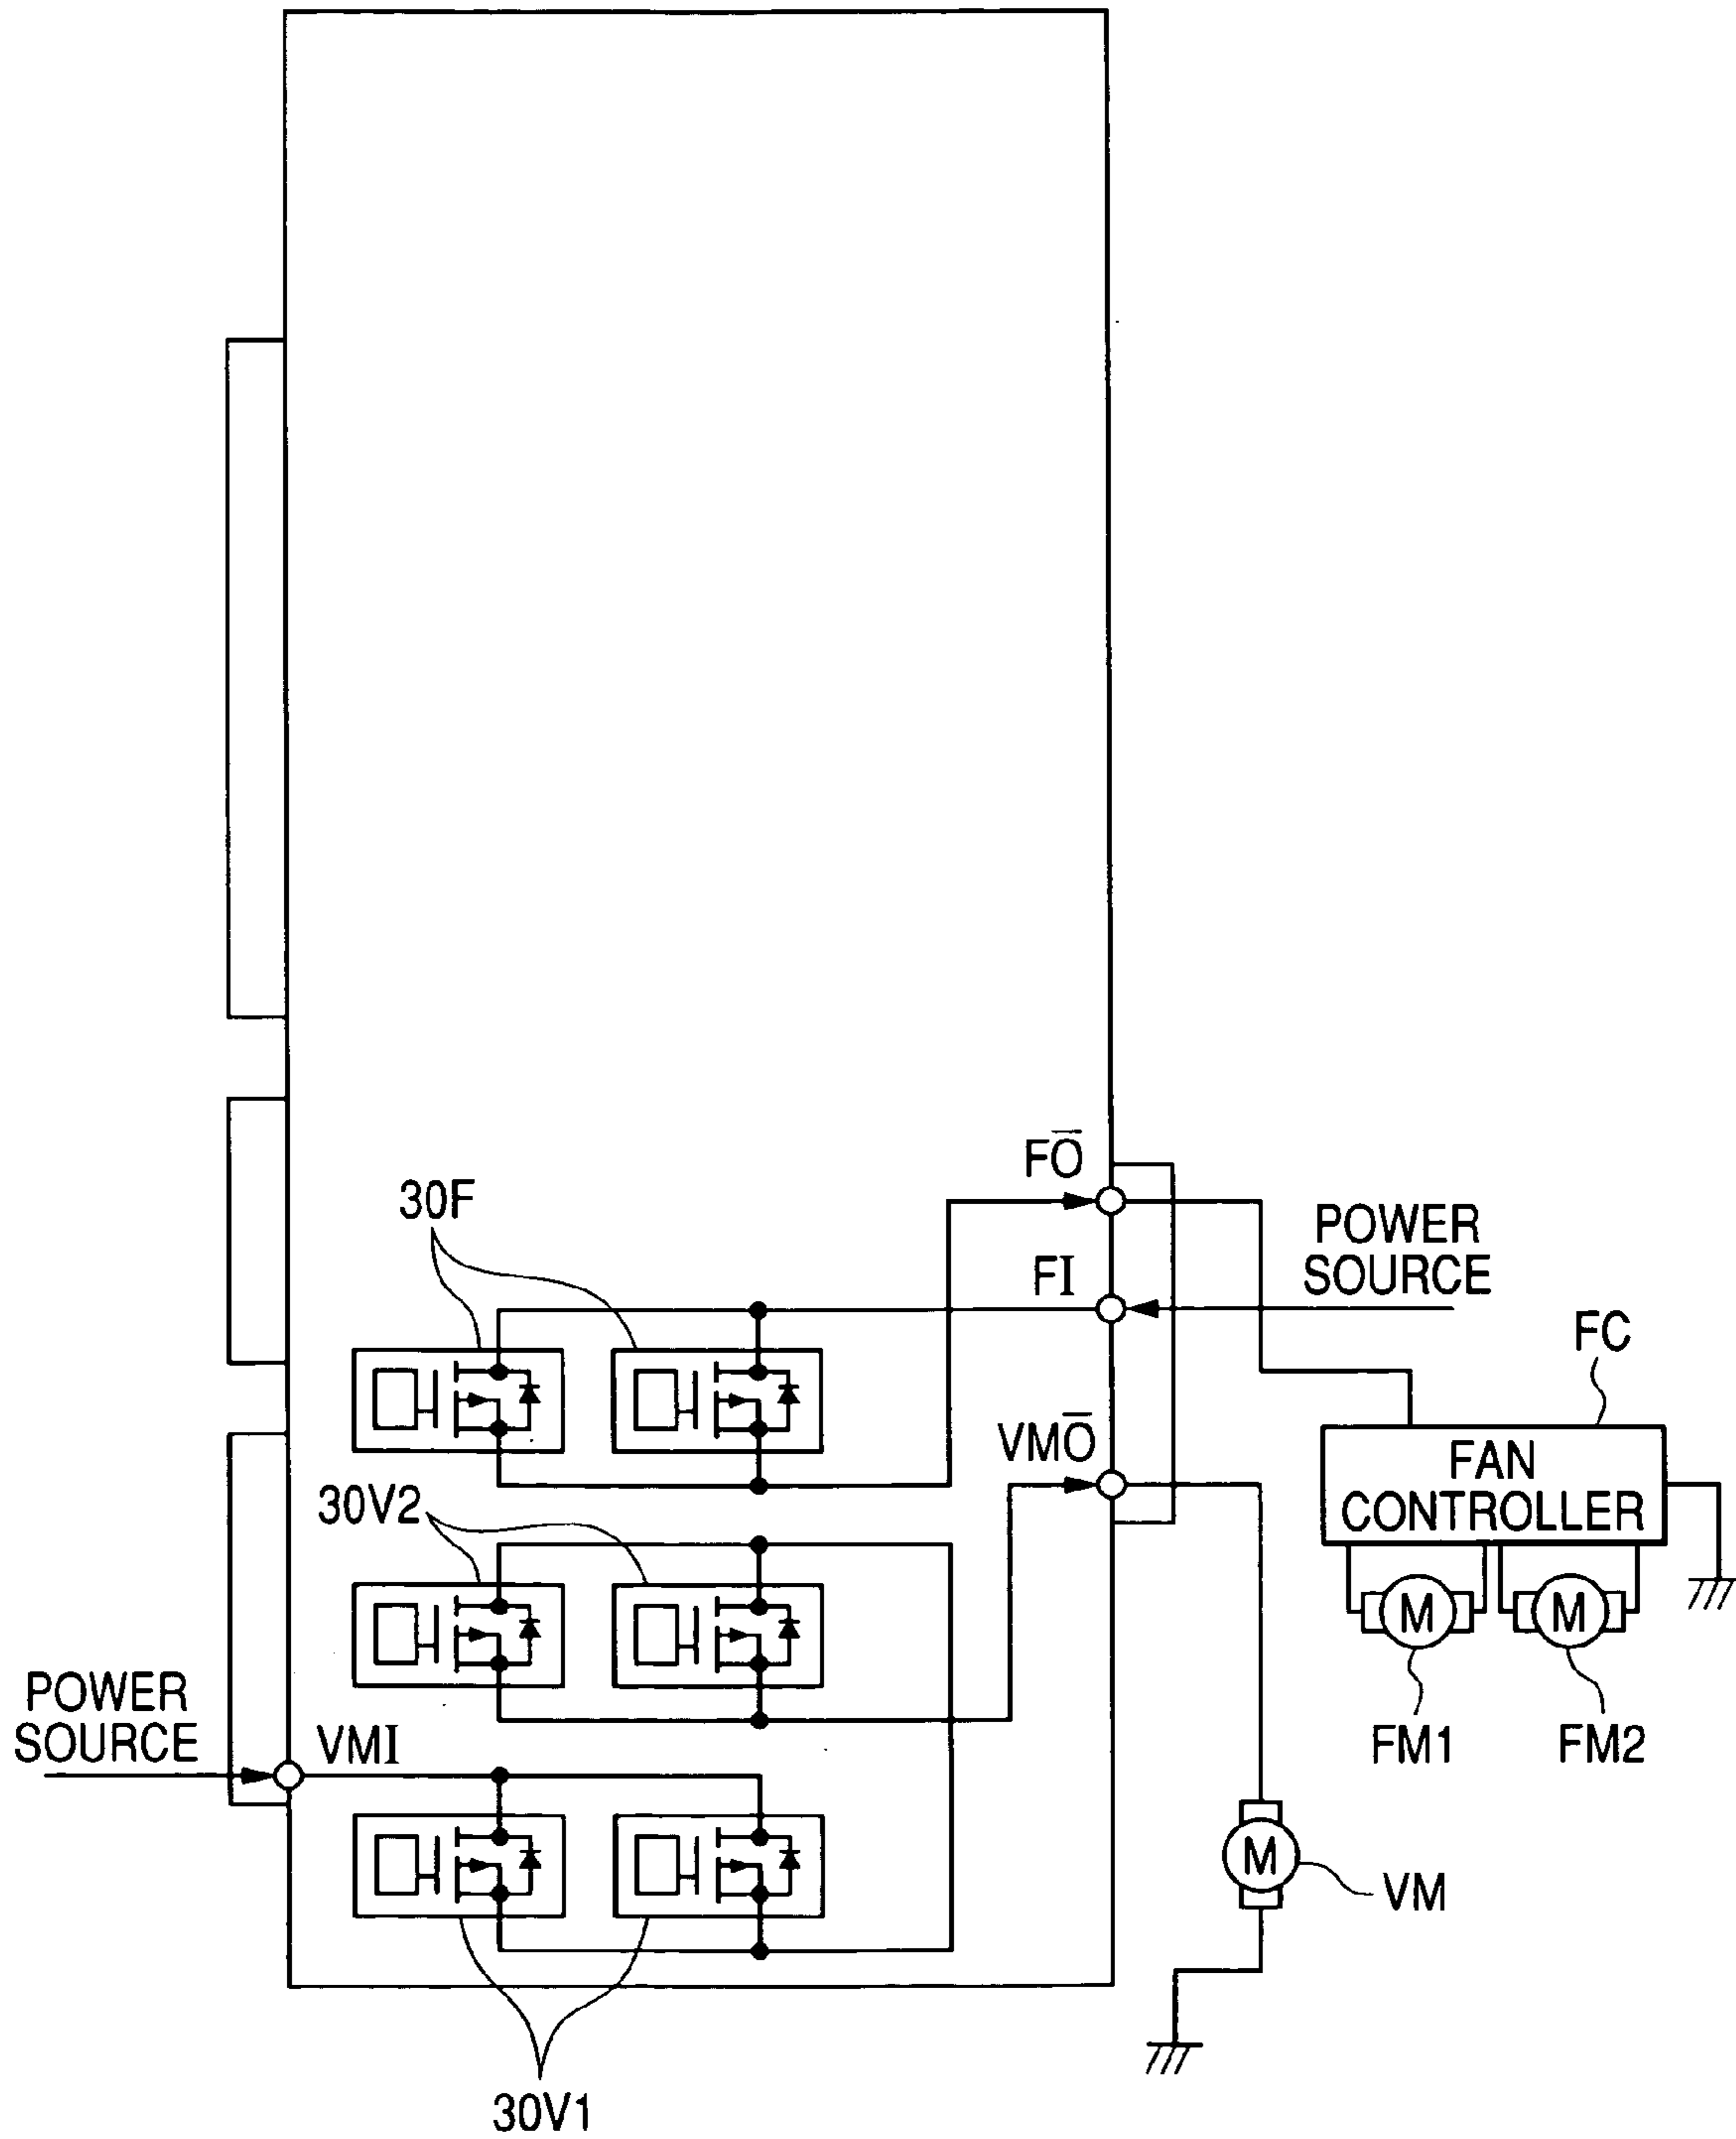 FO̅
30F
POWER
SOURCE
FI
FC
VMO̅
FAN
CONTROLLER
30V2
M
M
POWER
SOURCE
VMI
FM1
FM2
M
VM
30V1